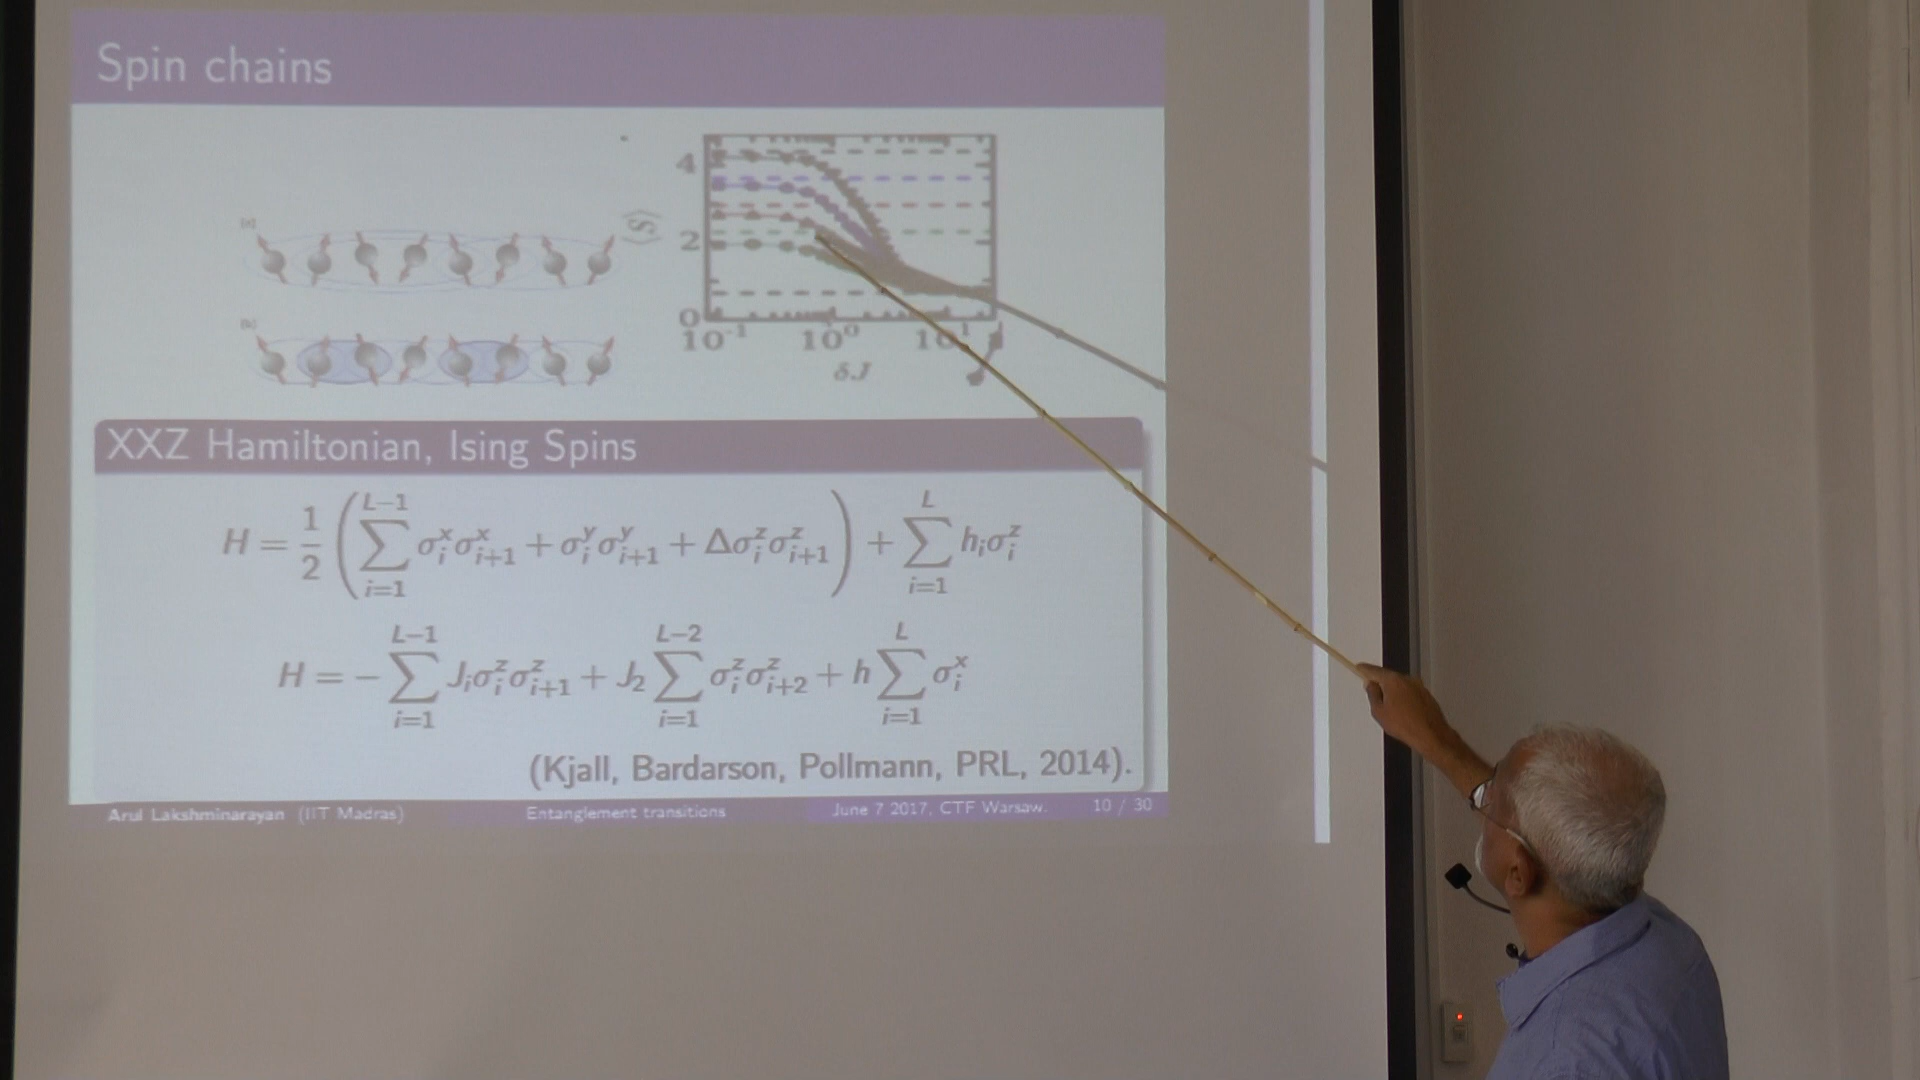 Spin chains
(a)
(b)
4
2
0
⟨S⟩
10⁻¹ 10⁰ 10¹
δJ
XXZ Hamiltonian, Ising Spins
H = 1/2 ( ∑_{i=1}^{L−1} σ_i^x σ_{i+1}^x + σ_i^y σ_{i+1}^y + Δσ_i^z σ_{i+1}^z ) + ∑_{i=1}^{L} h_i σ_i^z
H = − ∑_{i=1}^{L−1} J_i σ_i^z σ_{i+1}^z + J_2 ∑_{i=1}^{L−2} σ_i^z σ_{i+2}^z + h ∑_{i=1}^{L} σ_i^x
(Kjall, Bardarson, Pollmann, PRL, 2014).
Arul Lakshminarayan (IIT Madras) Entanglement transitions June 7 2017, CTF Warsaw. 10 / 30